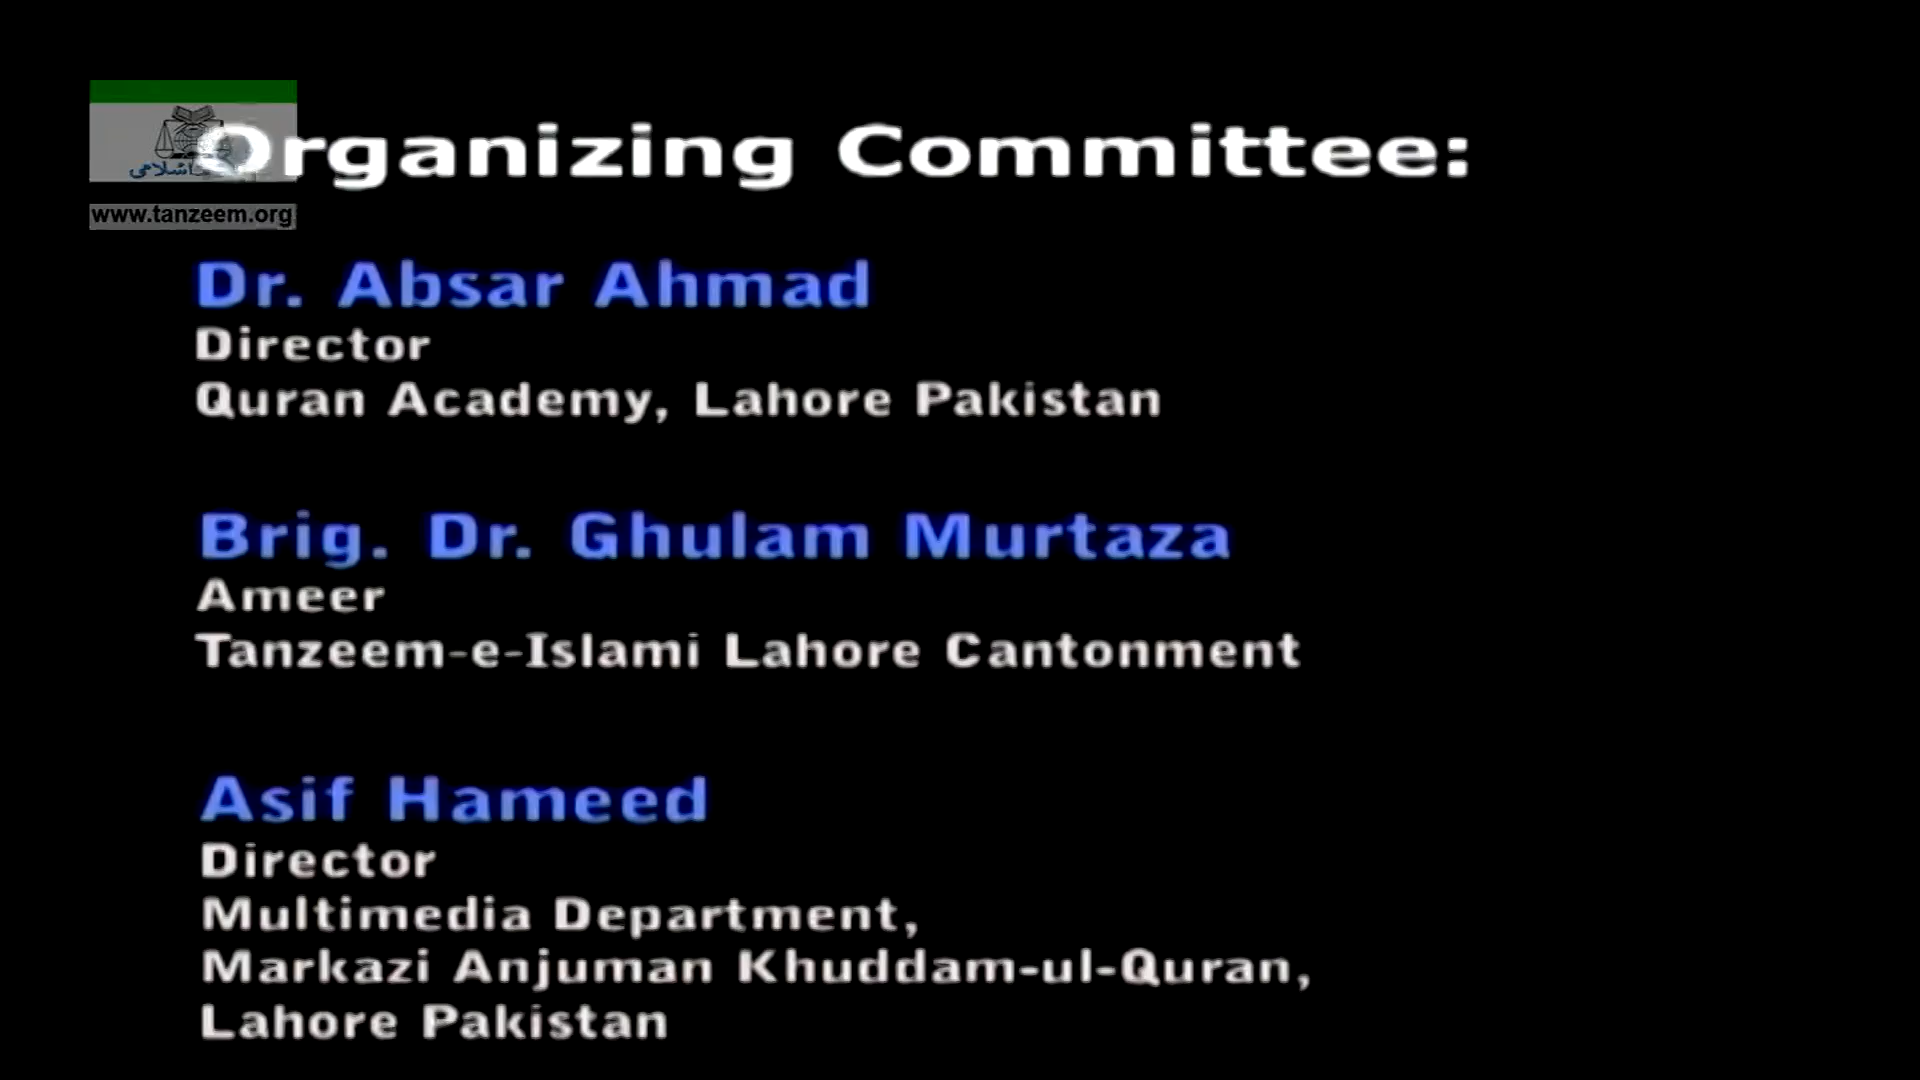 Organizing Committee:
اسلامی
www.tanzeem.org
Dr. Absar Ahmad
Director
Quran Academy, Lahore Pakistan
Brig. Dr. Ghulam Murtaza
Ameer
Tanzeem-e-Islami Lahore Cantonment
Asif Hameed
Director
Multimedia Department,
Markazi Anjuman Khuddam-ul-Quran,
Lahore Pakistan